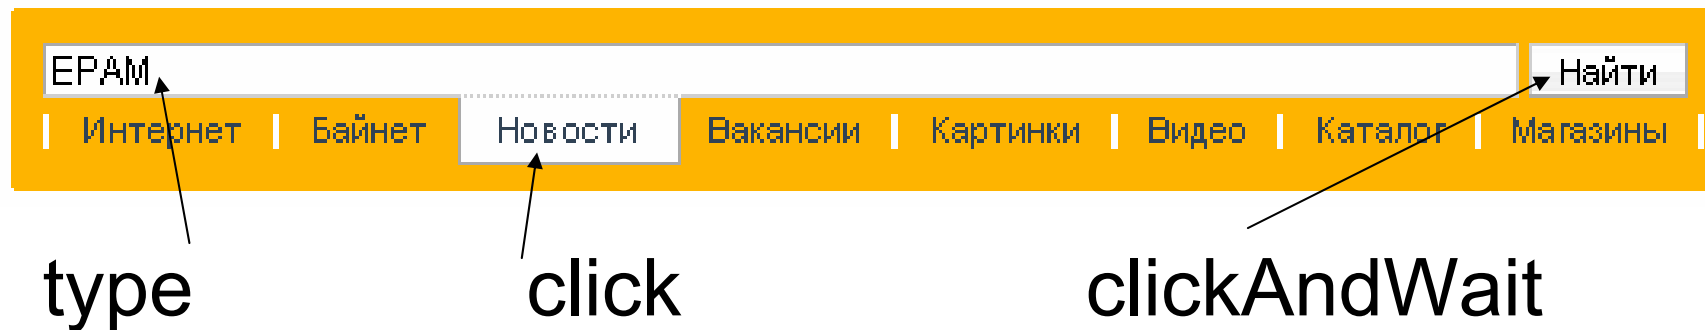 EPAM Найти
Интернет Байнет Новости Вакансии Картинки Видео Каталог Магазины
type click clickAndWait